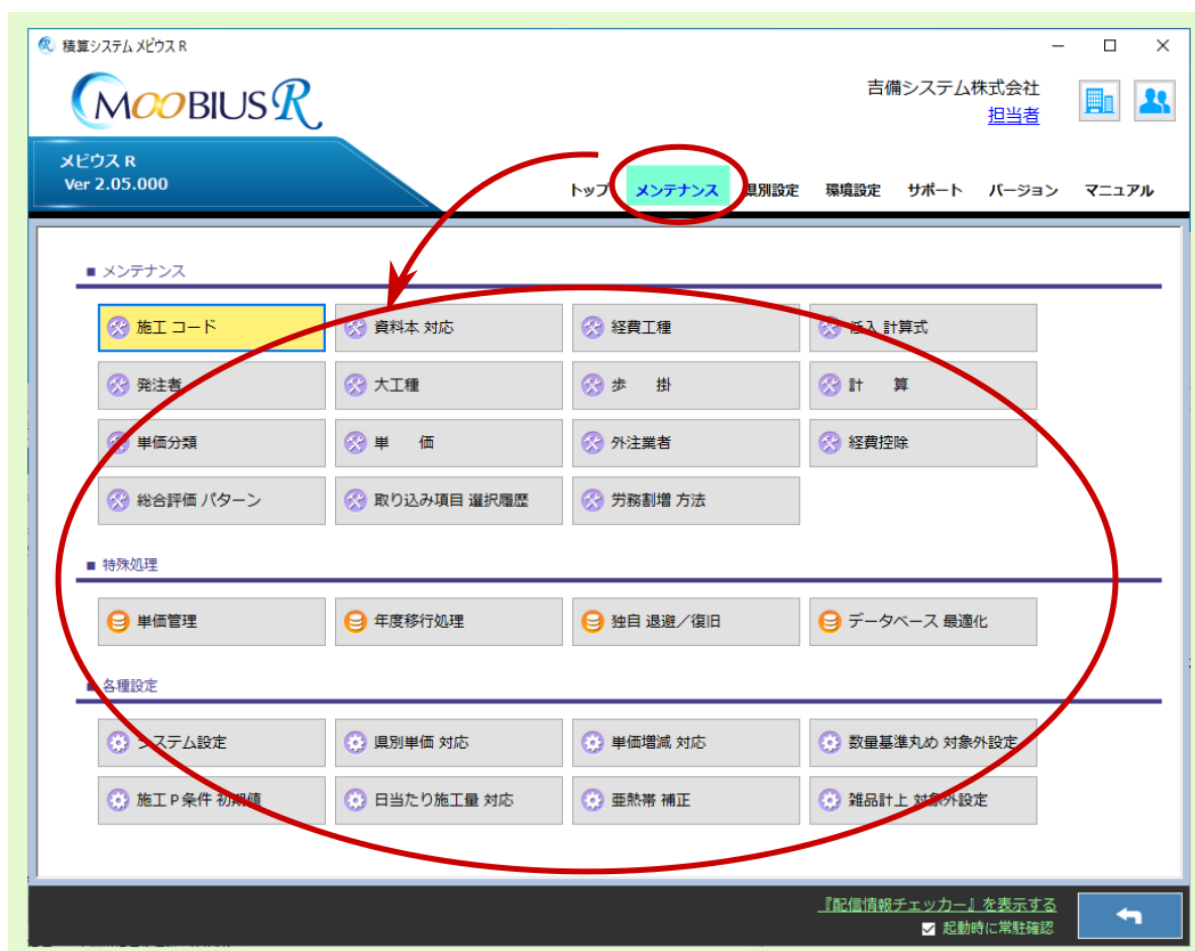 積算システム メビウス R
MOOBIUS R
吉備システム株式会社
担当者
メビウス R
Ver 2.05.000
トップ メンテナンス 県別設定 環境設定 サポート バージョン マニュアル
■ メンテナンス
施工 コード 資料本 対応 経費工種 計算式
発注者 大工種 歩 掛 計 算
単価分類 単 価 外注業者 経費控除
総合評価 パターン 取り込み項目 選択履歴 労務割増 方法
■ 特殊処理
単価管理 年度移行処理 独自 退避／復旧 データベース 最適化
■ 各種設定
システム設定 県別単価 対応 単価増減 対応 数量基準丸め 対象外設定
施工P条件 初期値 日当たり施工量 対応 亜熱帯 補正 雑品計上 対象外設定
『配信情報チェッカー』を表示する
起動時に常駐確認